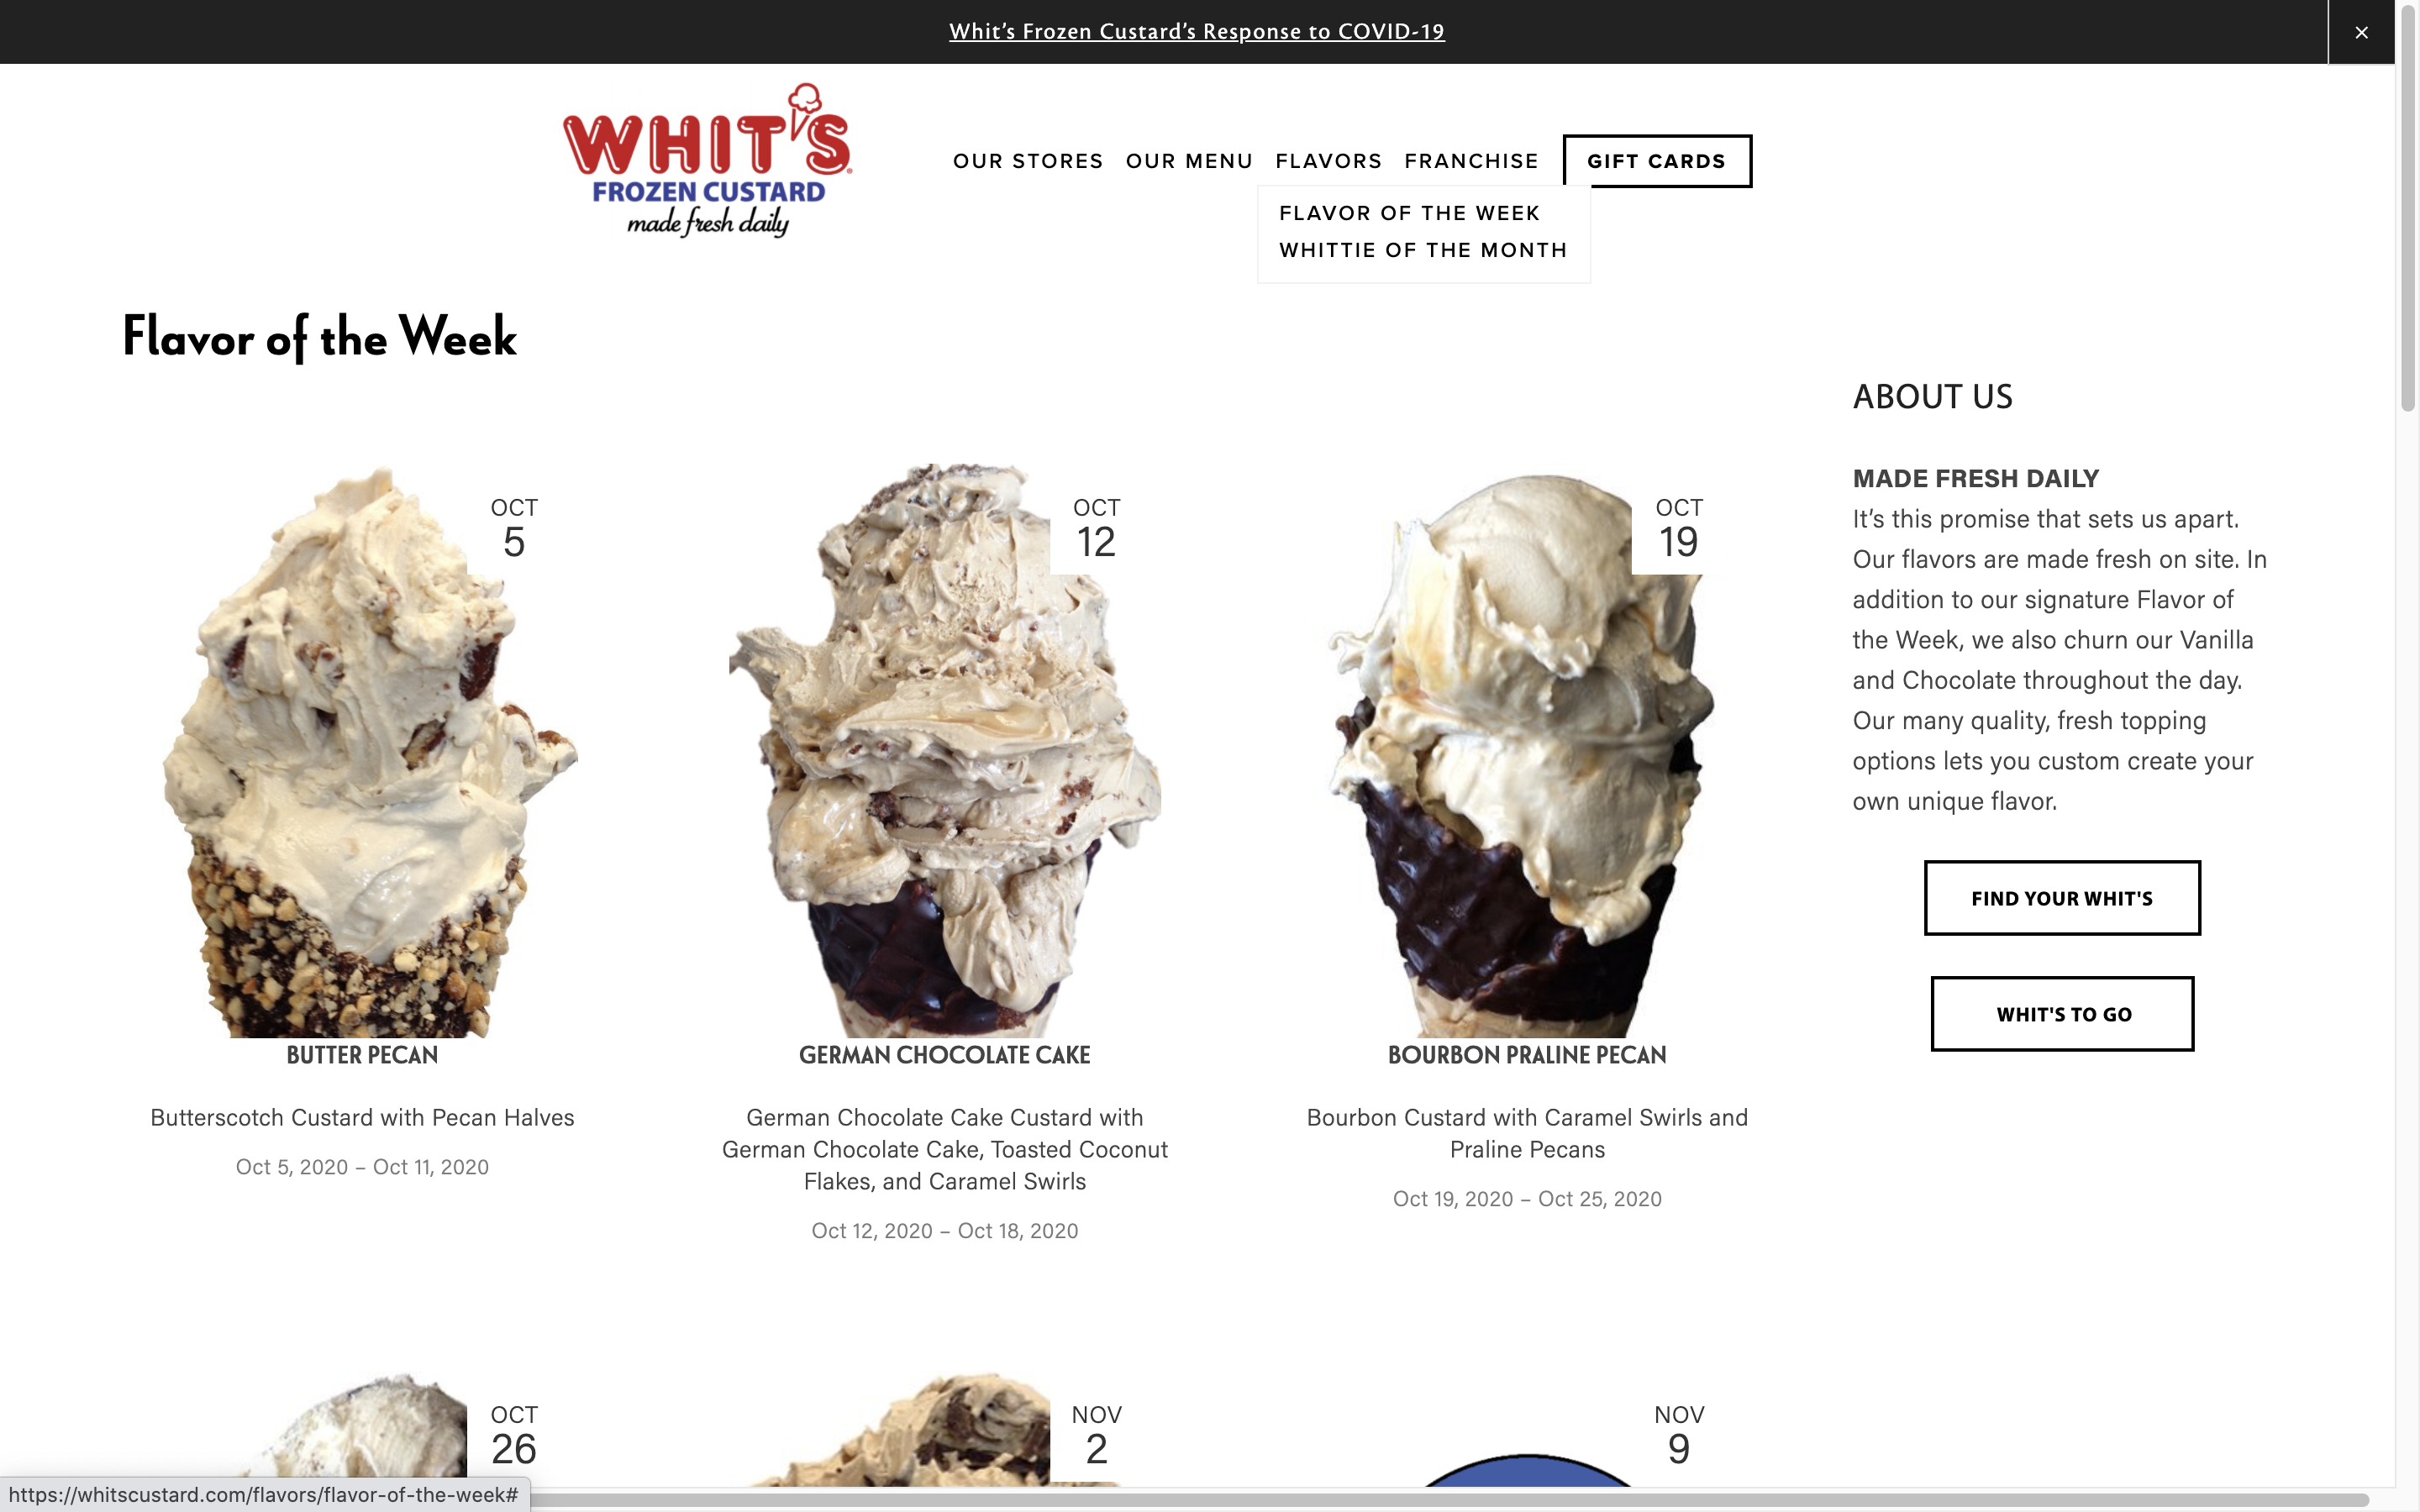 Whit's Frozen Custard's Response to COVID-19
×
WHIT'S
FROZEN CUSTARD
made fresh daily
OUR STORES OUR MENU FLAVORS FRANCHISE GIFT CARDS
FLAVOR OF THE WEEK
WHITTIE OF THE MONTH
Flavor of the Week
OCT
5
BUTTER PECAN
Butterscotch Custard with Pecan Halves
Oct 5, 2020 – Oct 11, 2020
OCT
12
GERMAN CHOCOLATE CAKE
German Chocolate Cake Custard with
German Chocolate Cake, Toasted Coconut
Flakes, and Caramel Swirls
Oct 12, 2020 – Oct 18, 2020
OCT
19
BOURBON PRALINE PECAN
Bourbon Custard with Caramel Swirls and
Praline Pecans
Oct 19, 2020 – Oct 25, 2020
ABOUT US
MADE FRESH DAILY
It's this promise that sets us apart.
Our flavors are made fresh on site. In
addition to our signature Flavor of
the Week, we also churn our Vanilla
and Chocolate throughout the day.
Our many quality, fresh topping
options lets you custom create your
own unique flavor.
FIND YOUR WHIT'S
WHIT'S TO GO
OCT
26
NOV
2
NOV
9
https://whitscustard.com/flavors/flavor-of-the-week#